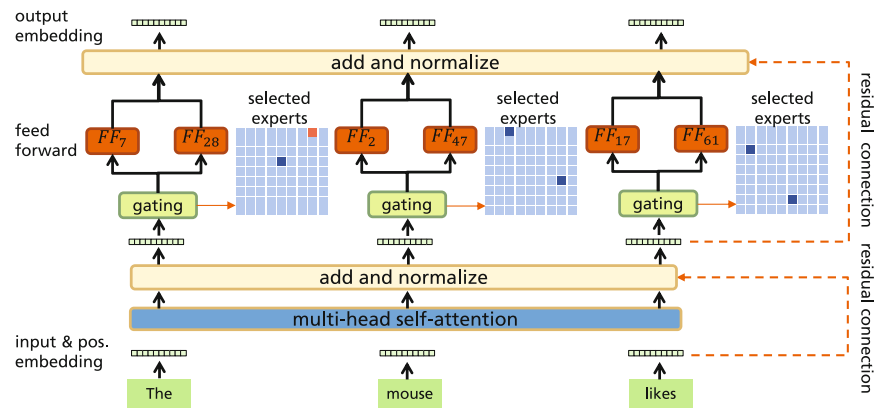 output
embedding
add and normalize
residual connection
selected
experts
selected
experts
selected
experts
feed
forward
FF7
FF28
FF2
FF47
FF17
FF61
gating
gating
gating
add and normalize
residual connection
multi-head self-attention
input & pos.
embedding
The
mouse
likes